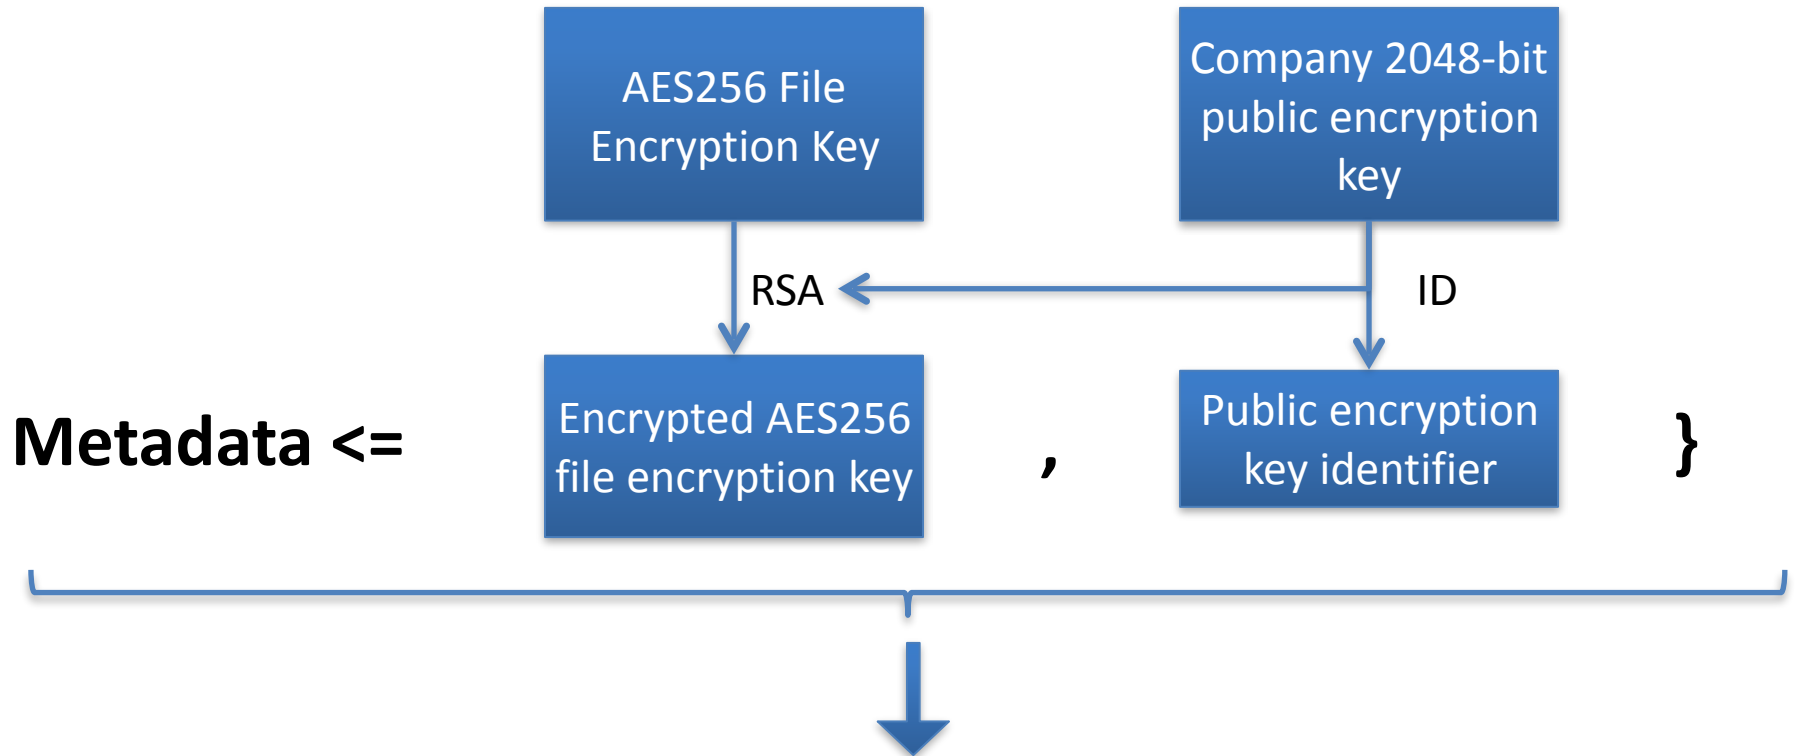 AES256 File
Encryption Key
Company 2048-bit
public encryption
key
RSA
ID
Metadata <=
Encrypted AES256
file encryption key
,
Public encryption
key identifier
}